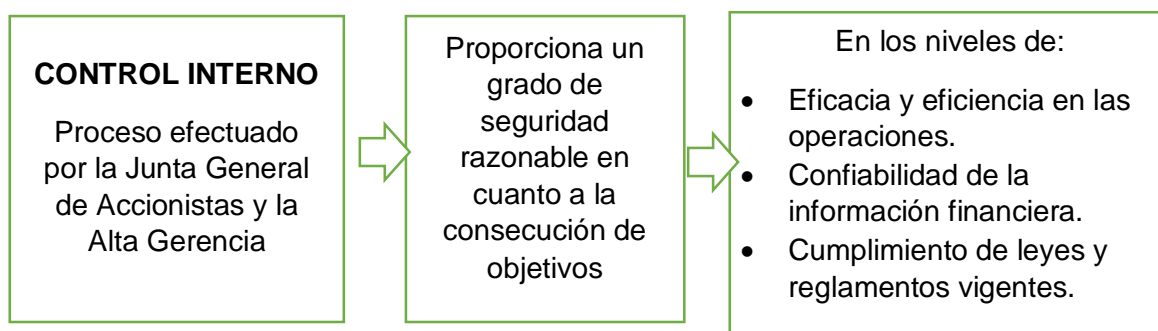 CONTROL INTERNO
Proceso efectuado
por la Junta General
de Accionistas y la
Alta Gerencia
Proporciona un
grado de
seguridad
razonable en
cuanto a la
consecución de
objetivos
En los niveles de:
• Eficacia y eficiencia en las
operaciones.
• Confiabilidad de la
información financiera.
• Cumplimiento de leyes y
reglamentos vigentes.